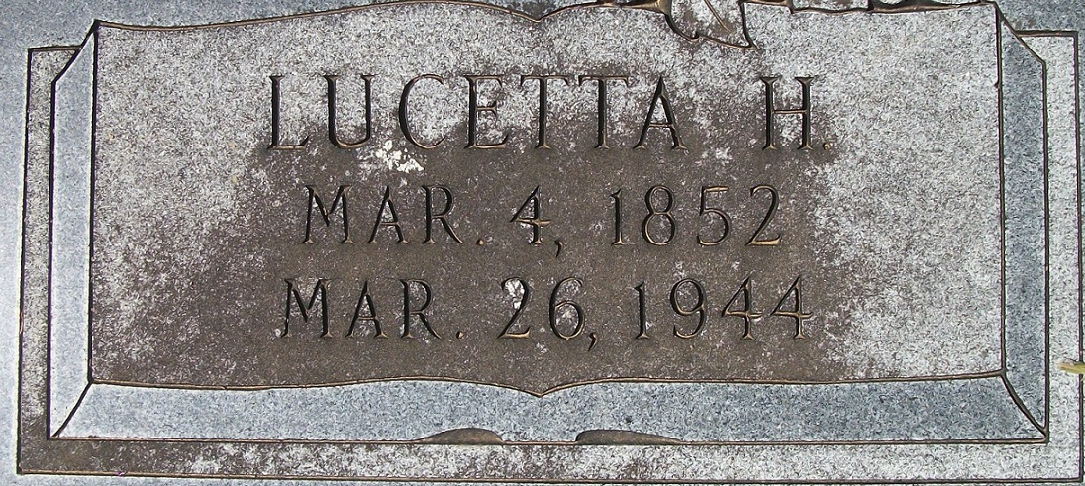 LUCETTA H.
MAR. 4, 1852
MAR. 26, 1944